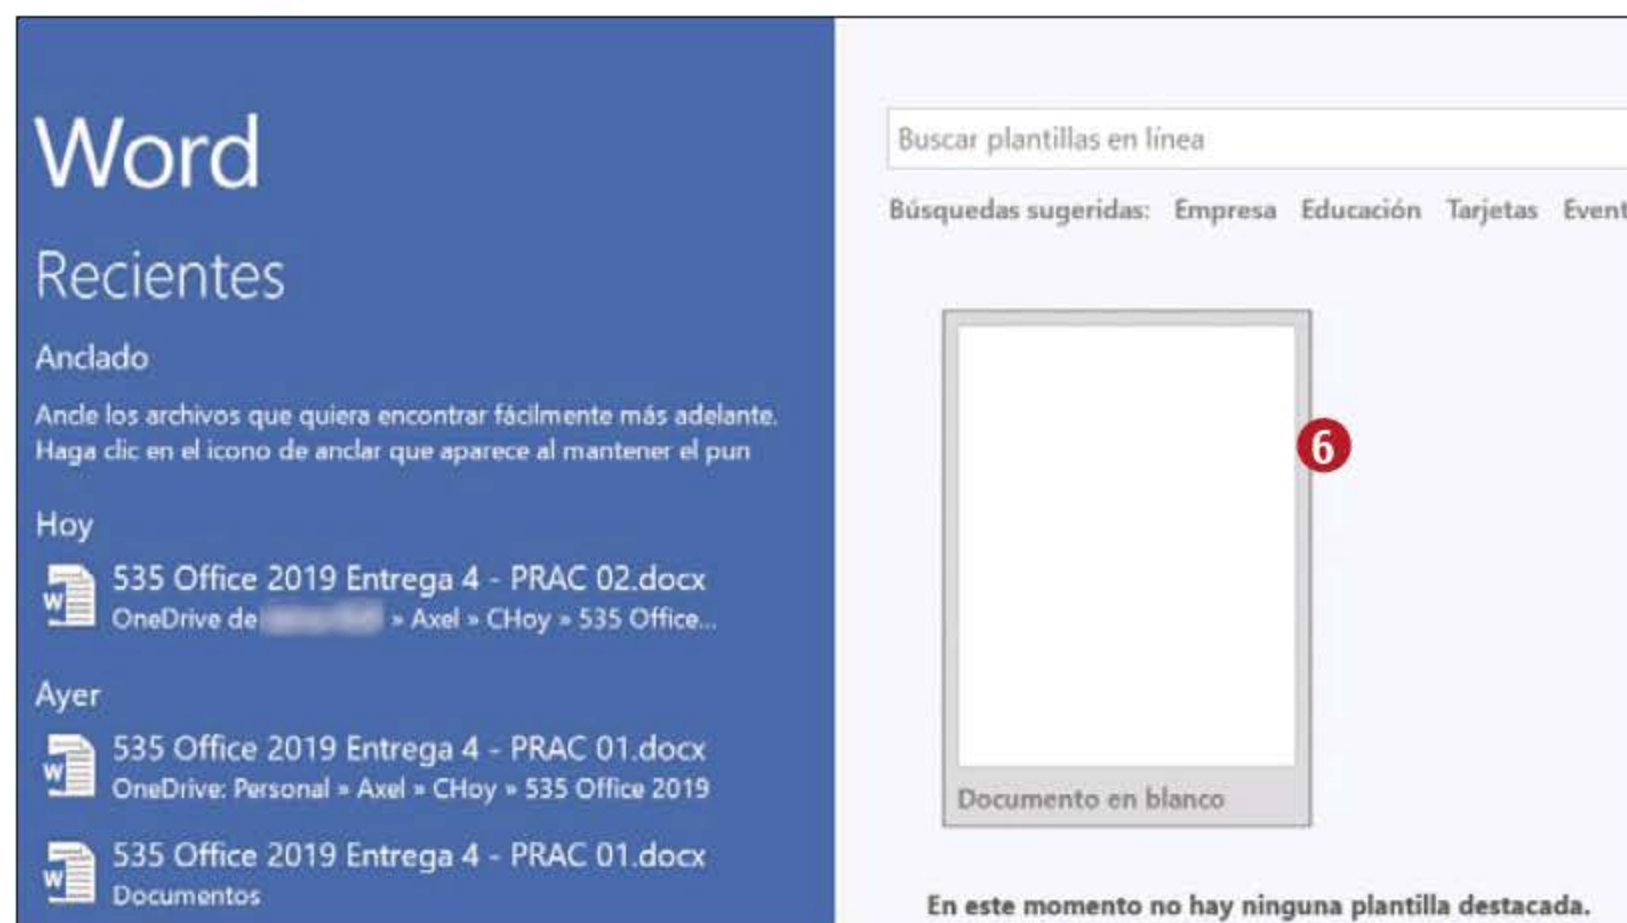 Word
Recientes
Anclado
Ancle los archivos que quiera encontrar fácilmente más adelante.
Haga clic en el icono de anclar que aparece al mantener el pun
Hoy
535 Office 2019 Entrega 4 - PRAC 02.docx
OneDrive de » Axel » CHoy » 535 Office...
Ayer
535 Office 2019 Entrega 4 - PRAC 01.docx
OneDrive: Personal » Axel » CHoy » 535 Office 2019
535 Office 2019 Entrega 4 - PRAC 01.docx
Documentos
Buscar plantillas en línea
Búsquedas sugeridas: Empresa Educación Tarjetas Event
6
Documento en blanco
En este momento no hay ninguna plantilla destacada.